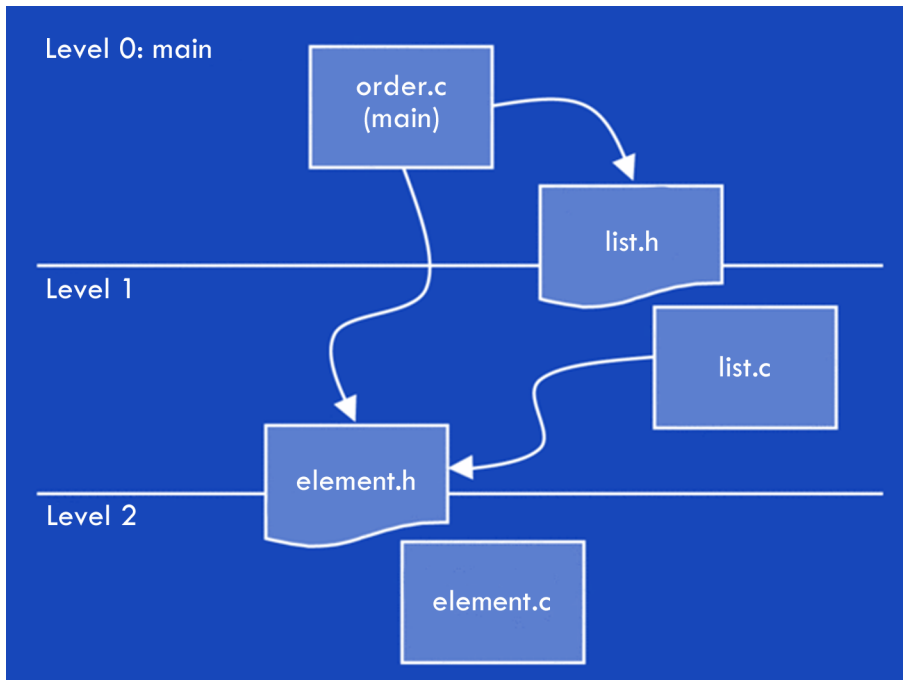 Level 0: main
order.c
(main)
list.h
Level 1
list.c
element.h
Level 2
element.c